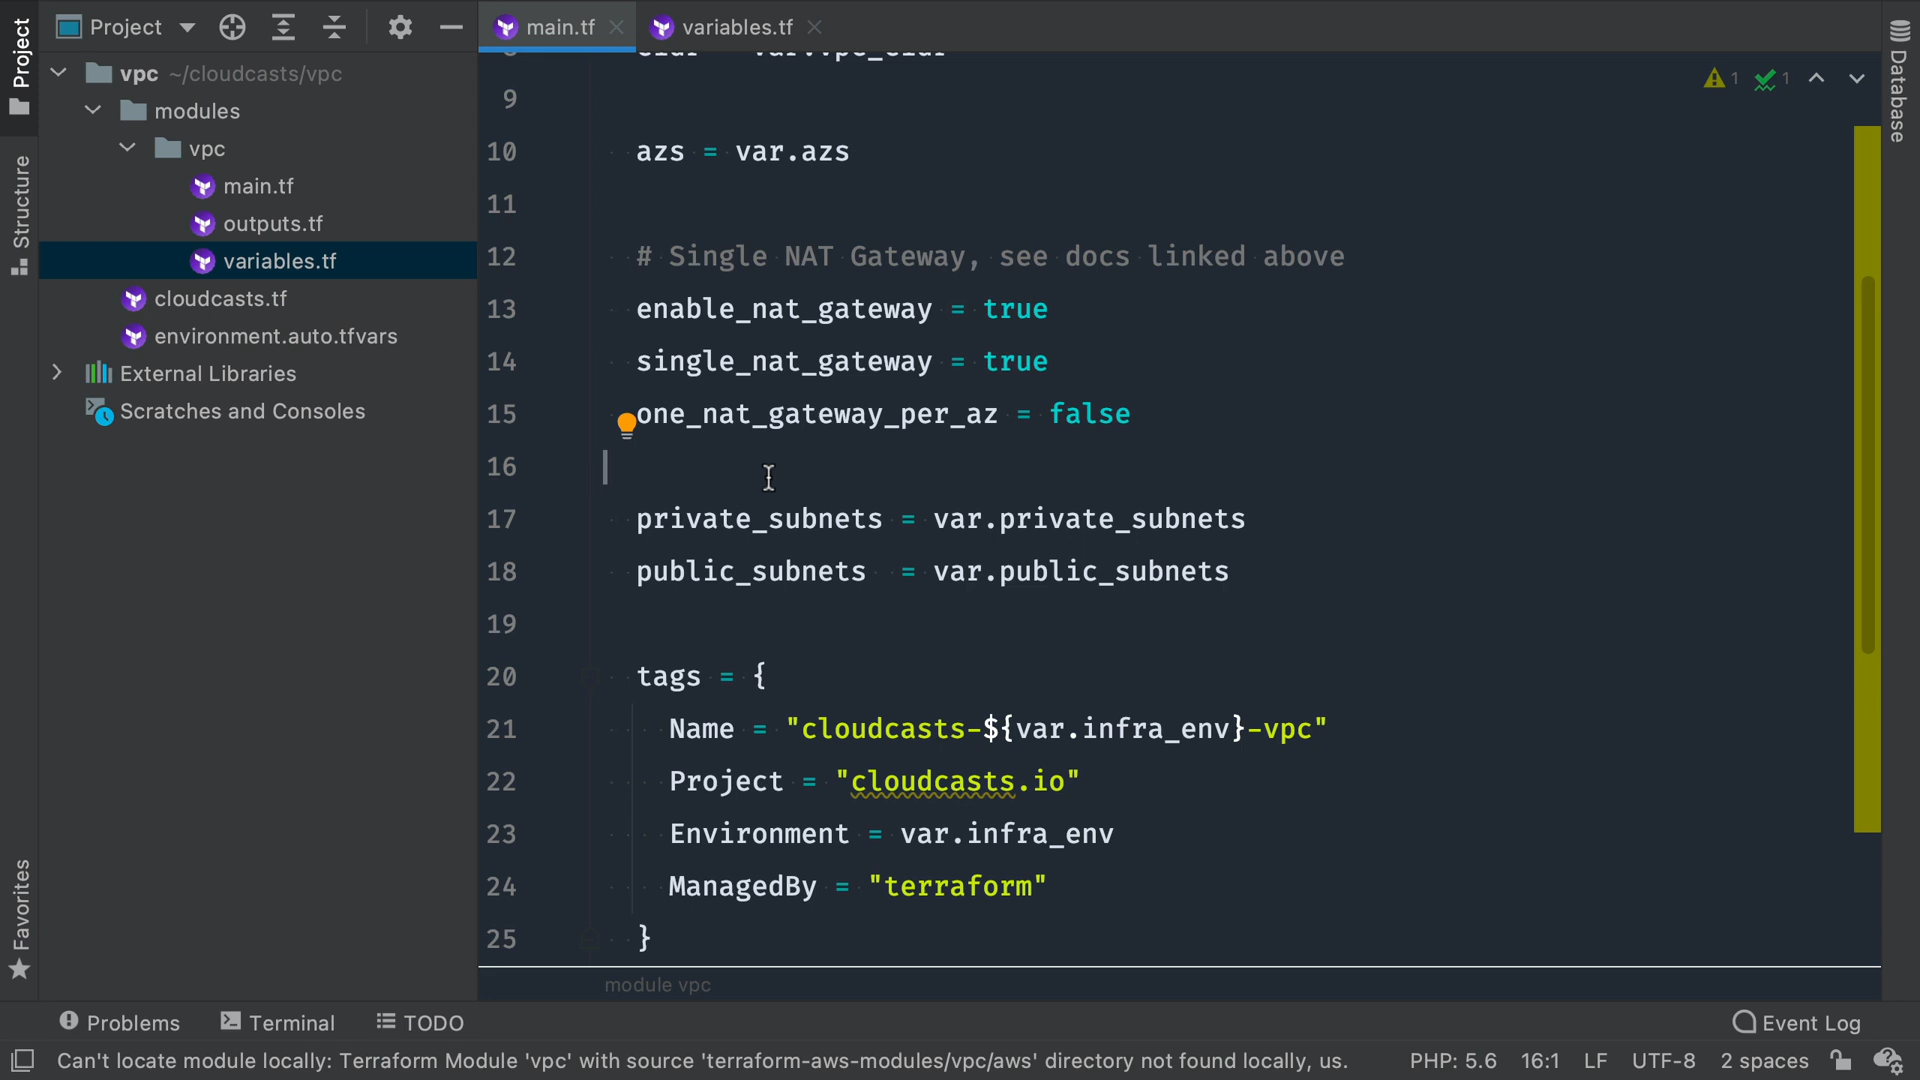 Project
main.tf
variables.tf
Project
vpc ~/cloudcasts/vpc
modules
vpc
main.tf
outputs.tf
variables.tf
cloudcasts.tf
environment.auto.tfvars
External Libraries
Scratches and Consoles
Structure
Favorites
9
10 azs = var.azs
11
12 # Single NAT Gateway, see docs linked above
13 enable_nat_gateway = true
14 single_nat_gateway = true
15 one_nat_gateway_per_az = false
16
17 private_subnets = var.private_subnets
18 public_subnets = var.public_subnets
19
20 tags = {
21 Name = "cloudcasts-${var.infra_env}-vpc"
22 Project = "cloudcasts.io"
23 Environment = var.infra_env
24 ManagedBy = "terraform"
25 }
module vpc
1 1
Database
Problems Terminal TODO Event Log
Can't locate module locally: Terraform Module 'vpc' with source 'terraform-aws-modules/vpc/aws' directory not found locally, us. PHP: 5.6 16:1 LF UTF-8 2 spaces